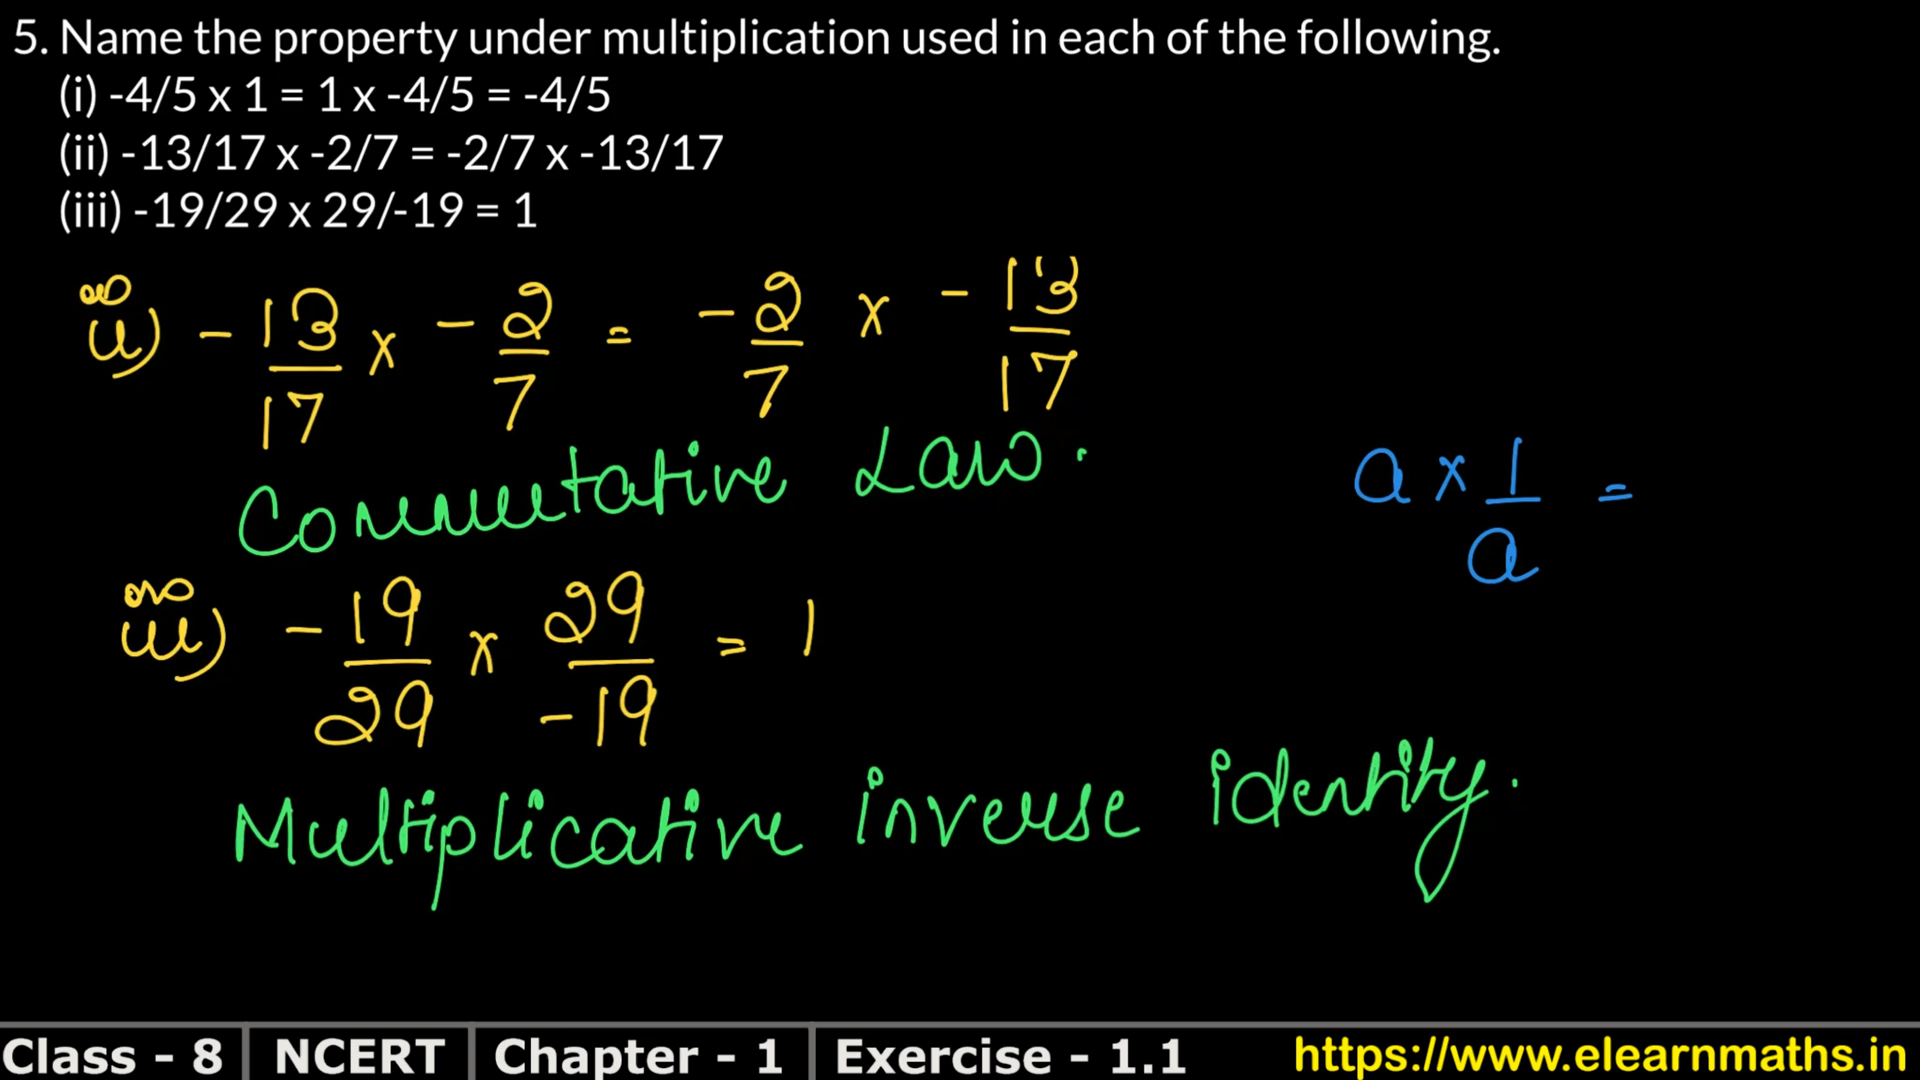 5. Name the property under multiplication used in each of the following.
(i) -4/5 x 1 = 1 x -4/5 = -4/5
(ii) -13/17 x -2/7 = -2/7 x -13/17
(iii) -19/29 x 29/-19 = 1
ii) -13/17 x -2/7 = -2/7 x -13/17
Commutative Law.
a x 1/a =
iii) -19/29 x 29/-19 = 1
Multiplicative inverse identity.
Class - 8 NCERT Chapter - 1 Exercise - 1.1 https://www.elearnmaths.in